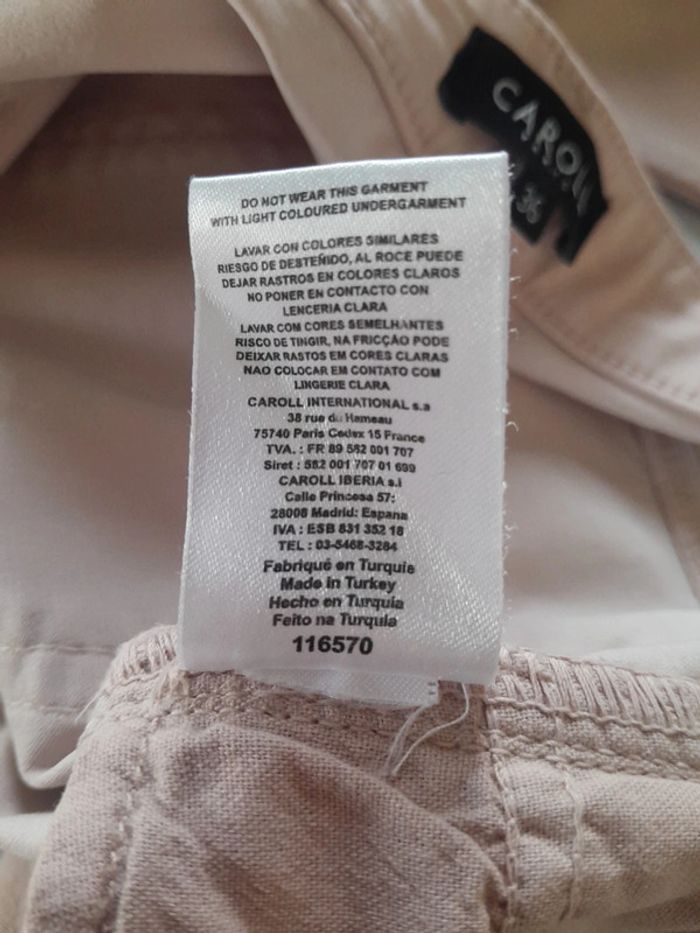 CAROLL
36
DO NOT WEAR THIS GARMENT
WITH LIGHT COLOURED UNDERGARMENT
LAVAR CON COLORES SIMILARES
RIESGO DE DESTEÑIDO, AL ROCE PUEDE
DEJAR RASTROS EN COLORES CLAROS
NO PONER EN CONTACTO CON
LENCERIA CLARA
LAVAR COM CORES SEMELHANTES
RISCO DE TINGIR, NA FRICÇÃO PODE
DEIXAR RASTOS EM CORES CLARAS
NAO COLOCAR EM CONTATO COM
LINGERIE CLARA
CAROLL INTERNATIONAL s.a
38 rue du Hameau
75740 Paris Cedex 15 France
TVA. : FR 89 582 001 707
Siret : 582 001 707 01 699
CAROLL IBERIA s.l
Calle Princesa 57:
28008 Madrid: Espana
IVA : ESB 831 352 18
TEL : 03-5468-3284
Fabriqué en Turquie
Made in Turkey
Hecho en Turquia
Feito na Turquia
116570